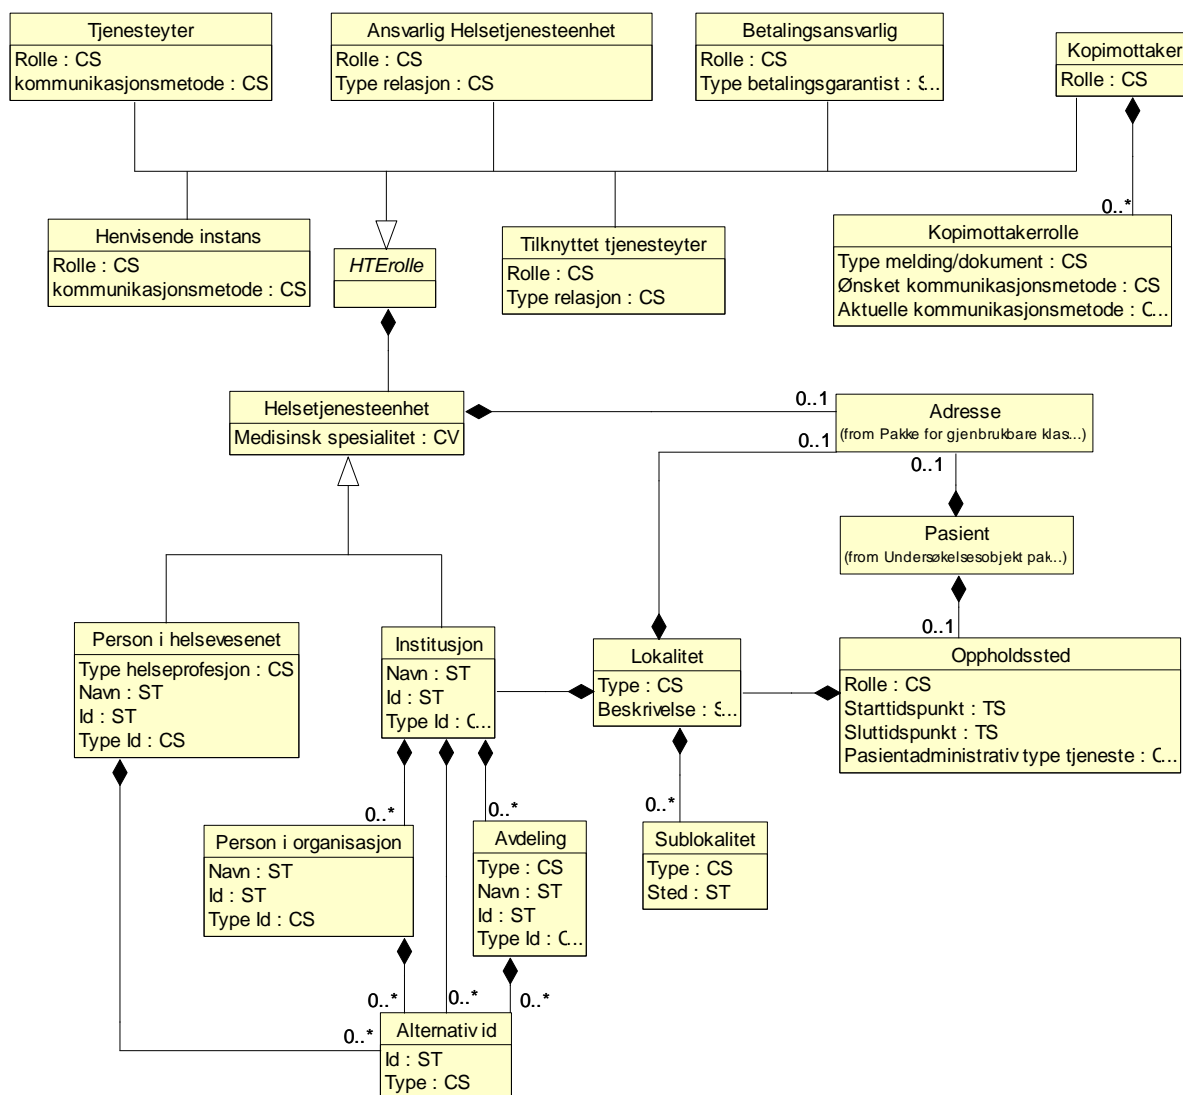 Tjenesteyter
Rolle : CS
kommunikasjonsmetode : CS
Ansvarlig Helsetjenesteenhet
Rolle : CS
Type relasjon : CS
Betalingsansvarlig
Rolle : CS
Type betalingsgarantist : S...
Kopimottaker
Rolle : CS
0..*
Henvisende instans
Rolle : CS
kommunikasjonsmetode : CS
HTErolle
Tilknyttet tjenesteyter
Rolle : CS
Type relasjon : CS
Kopimottakerrolle
Type melding/dokument : CS
Ønsket kommunikasjonsmetode : CS
Aktuelle kommunikasjonsmetode : C...
Helsetjenesteenhet
Medisinsk spesialitet : CV
0..1
Adresse
(from Pakke for gjenbrukbare klas...)
0..1
0..1
Pasient
(from Undersøkelsesobjekt pak...)
0..1
Person i helsevesenet
Type helseprofesjon : CS
Navn : ST
Id : ST
Type Id : CS
Institusjon
Navn : ST
Id : ST
Type Id : C...
Lokalitet
Type : CS
Beskrivelse : S...
Oppholdssted
Rolle : CS
Starttidspunkt : TS
Sluttidspunkt : TS
Pasientadministrativ type tjeneste : C...
0..*
0..*
0..*
Person i organisasjon
Navn : ST
Id : ST
Type Id : CS
Avdeling
Type : CS
Navn : ST
Id : ST
Type Id : C...
Sublokalitet
Type : CS
Sted : ST
0..*
0..*
0..*
0..*
Alternativ id
Id : ST
Type : CS